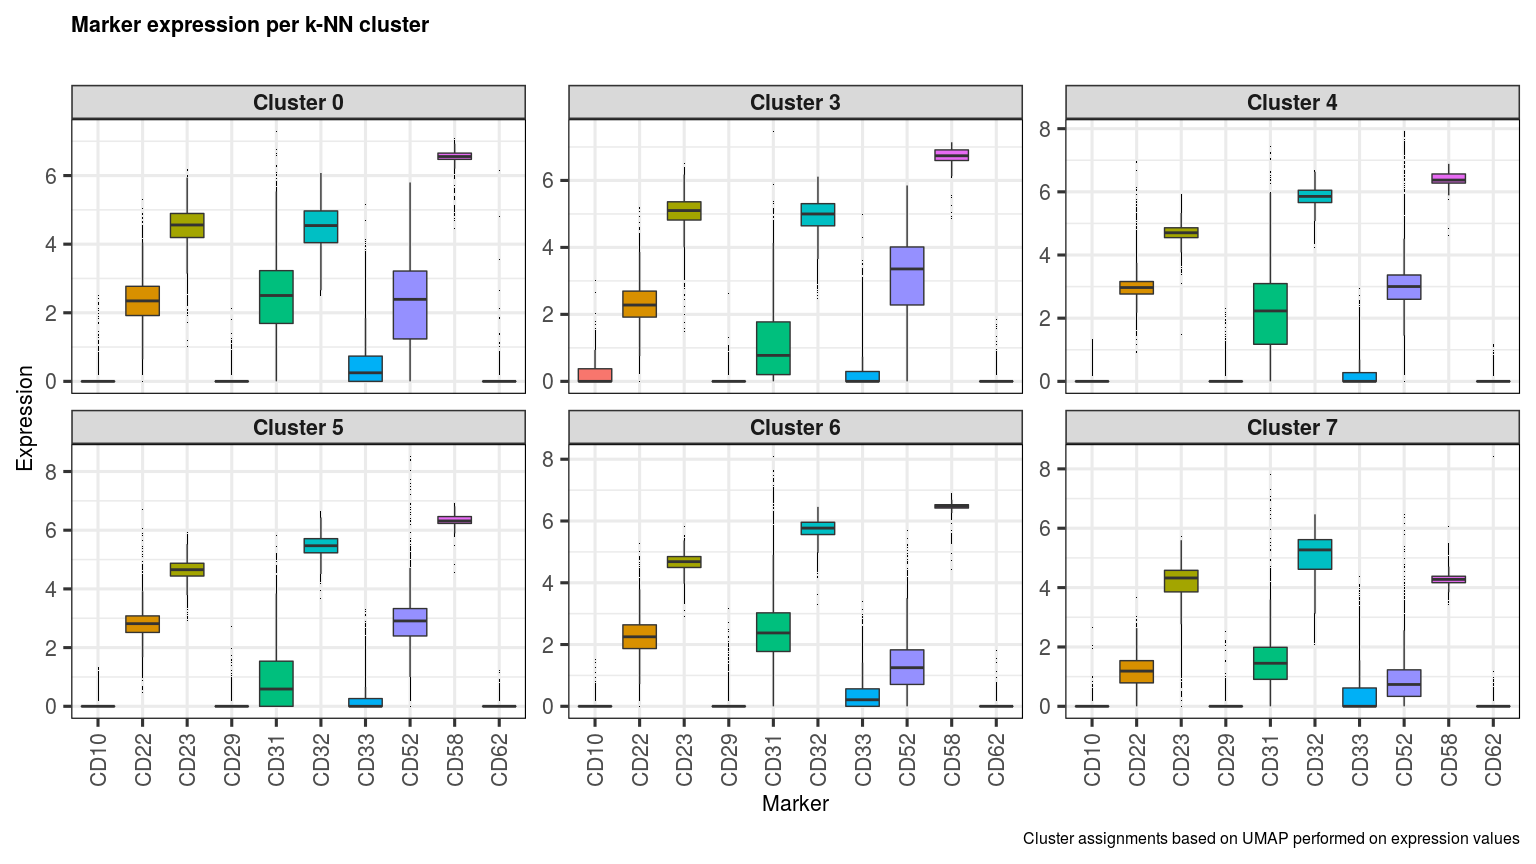 Marker expression per k-NN cluster
Cluster 0
Cluster 3
Cluster 4
6
4
2
0
6
4
2
0
8
6
4
2
0
Expression
Cluster 5
Cluster 6
Cluster 7
8
6
4
2
0
8
6
4
2
0
8
6
4
2
0
CD10 CD22 CD23 CD29 CD31 CD32 CD33 CD52 CD58 CD62
CD10 CD22 CD23 CD29 CD31 CD32 CD33 CD52 CD58 CD62
CD10 CD22 CD23 CD29 CD31 CD32 CD33 CD52 CD58 CD62
Marker
Cluster assignments based on UMAP performed on expression values